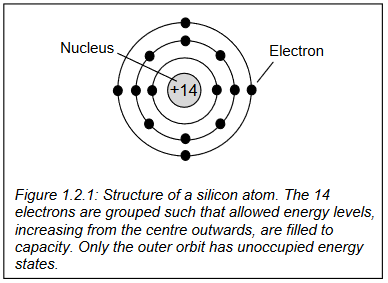 Nucleus
Electron
+14
Figure 1.2.1: Structure of a silicon atom. The 14
electrons are grouped such that allowed energy levels,
increasing from the centre outwards, are filled to
capacity. Only the outer orbit has unoccupied energy
states.